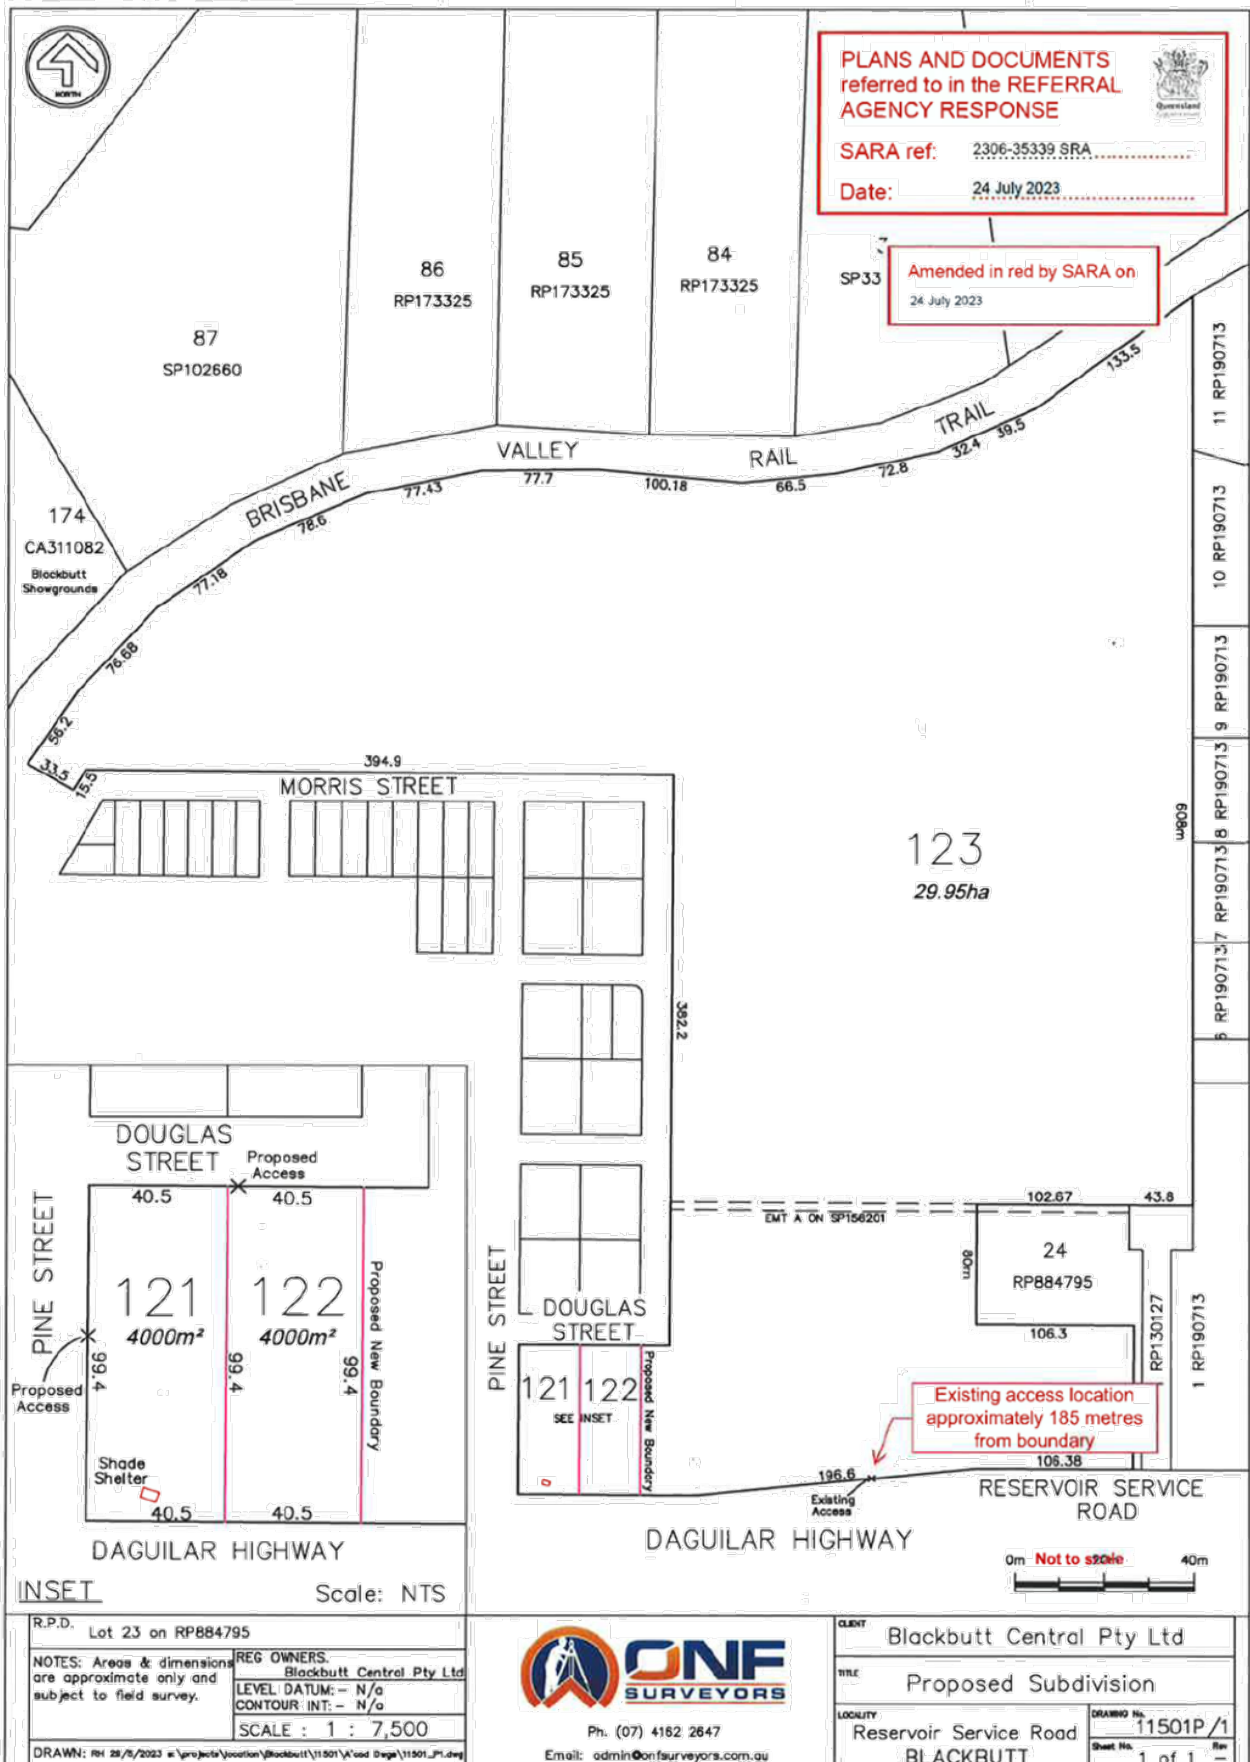 NORTH
PLANS AND DOCUMENTS
referred to in the REFERRAL
AGENCY RESPONSE
Queensland
SARA ref: 2306-35339 SRA
Date: 24 July 2023
Amended in red by SARA on
24 July 2023
87
SP102660
86
RP173325
85
RP173325
84
RP173325
SP33
11 RP190713
10 RP190713
9 RP190713
8 RP190713
7 RP190713
RP190713
174
CA311082
Blackbutt
Showgrounds
BRISBANE
VALLEY
RAIL
TRAIL
133.5
39.5
32.4
72.8
66.5
100.18
77.7
77.43
78.6
77.18
76.68
56.2
33.5
15.5
394.9
MORRIS STREET
123
29.95ha
608m
382.2
DOUGLAS
STREET
Proposed
Access
40.5
40.5
PINE STREET
121
4000m²
122
4000m²
99.4
99.4
99.4
Proposed New Boundary
Proposed
Access
Shade
Shelter
40.5
40.5
DAGUILAR HIGHWAY
INSET
Scale: NTS
PINE STREET
DOUGLAS
STREET
121
122
SEE INSET
Proposed New Boundary
EMT A ON SP156201
102.67
43.8
24
RP884795
80m
106.3
RP130127
1 RP190713
Existing access location
approximately 185 metres
from boundary
106.38
196.6
Existing
Access
RESERVOIR SERVICE
ROAD
DAGUILAR HIGHWAY
0m
Not to scale
40m
R.P.D. Lot 23 on RP884795
NOTES: Areas & dimensions
are approximate only and
subject to field survey.
REG OWNERS.
Blackbutt Central Pty Ltd
LEVEL DATUM:- N/a
CONTOUR INT:- N/a
SCALE : 1 : 7,500
DRAWN: RH 29/5/2023
ONF
SURVEYORS
Ph. (07) 4162 2647
Email: admin@onfsurveyors.com.au
CLIENT
Blackbutt Central Pty Ltd
TITLE
Proposed Subdivision
LOCALITY
Reservoir Service Road
BLACKBUTT
DRAWING No.
11501P/1
Sheet No.
Rev
1 of 1
–